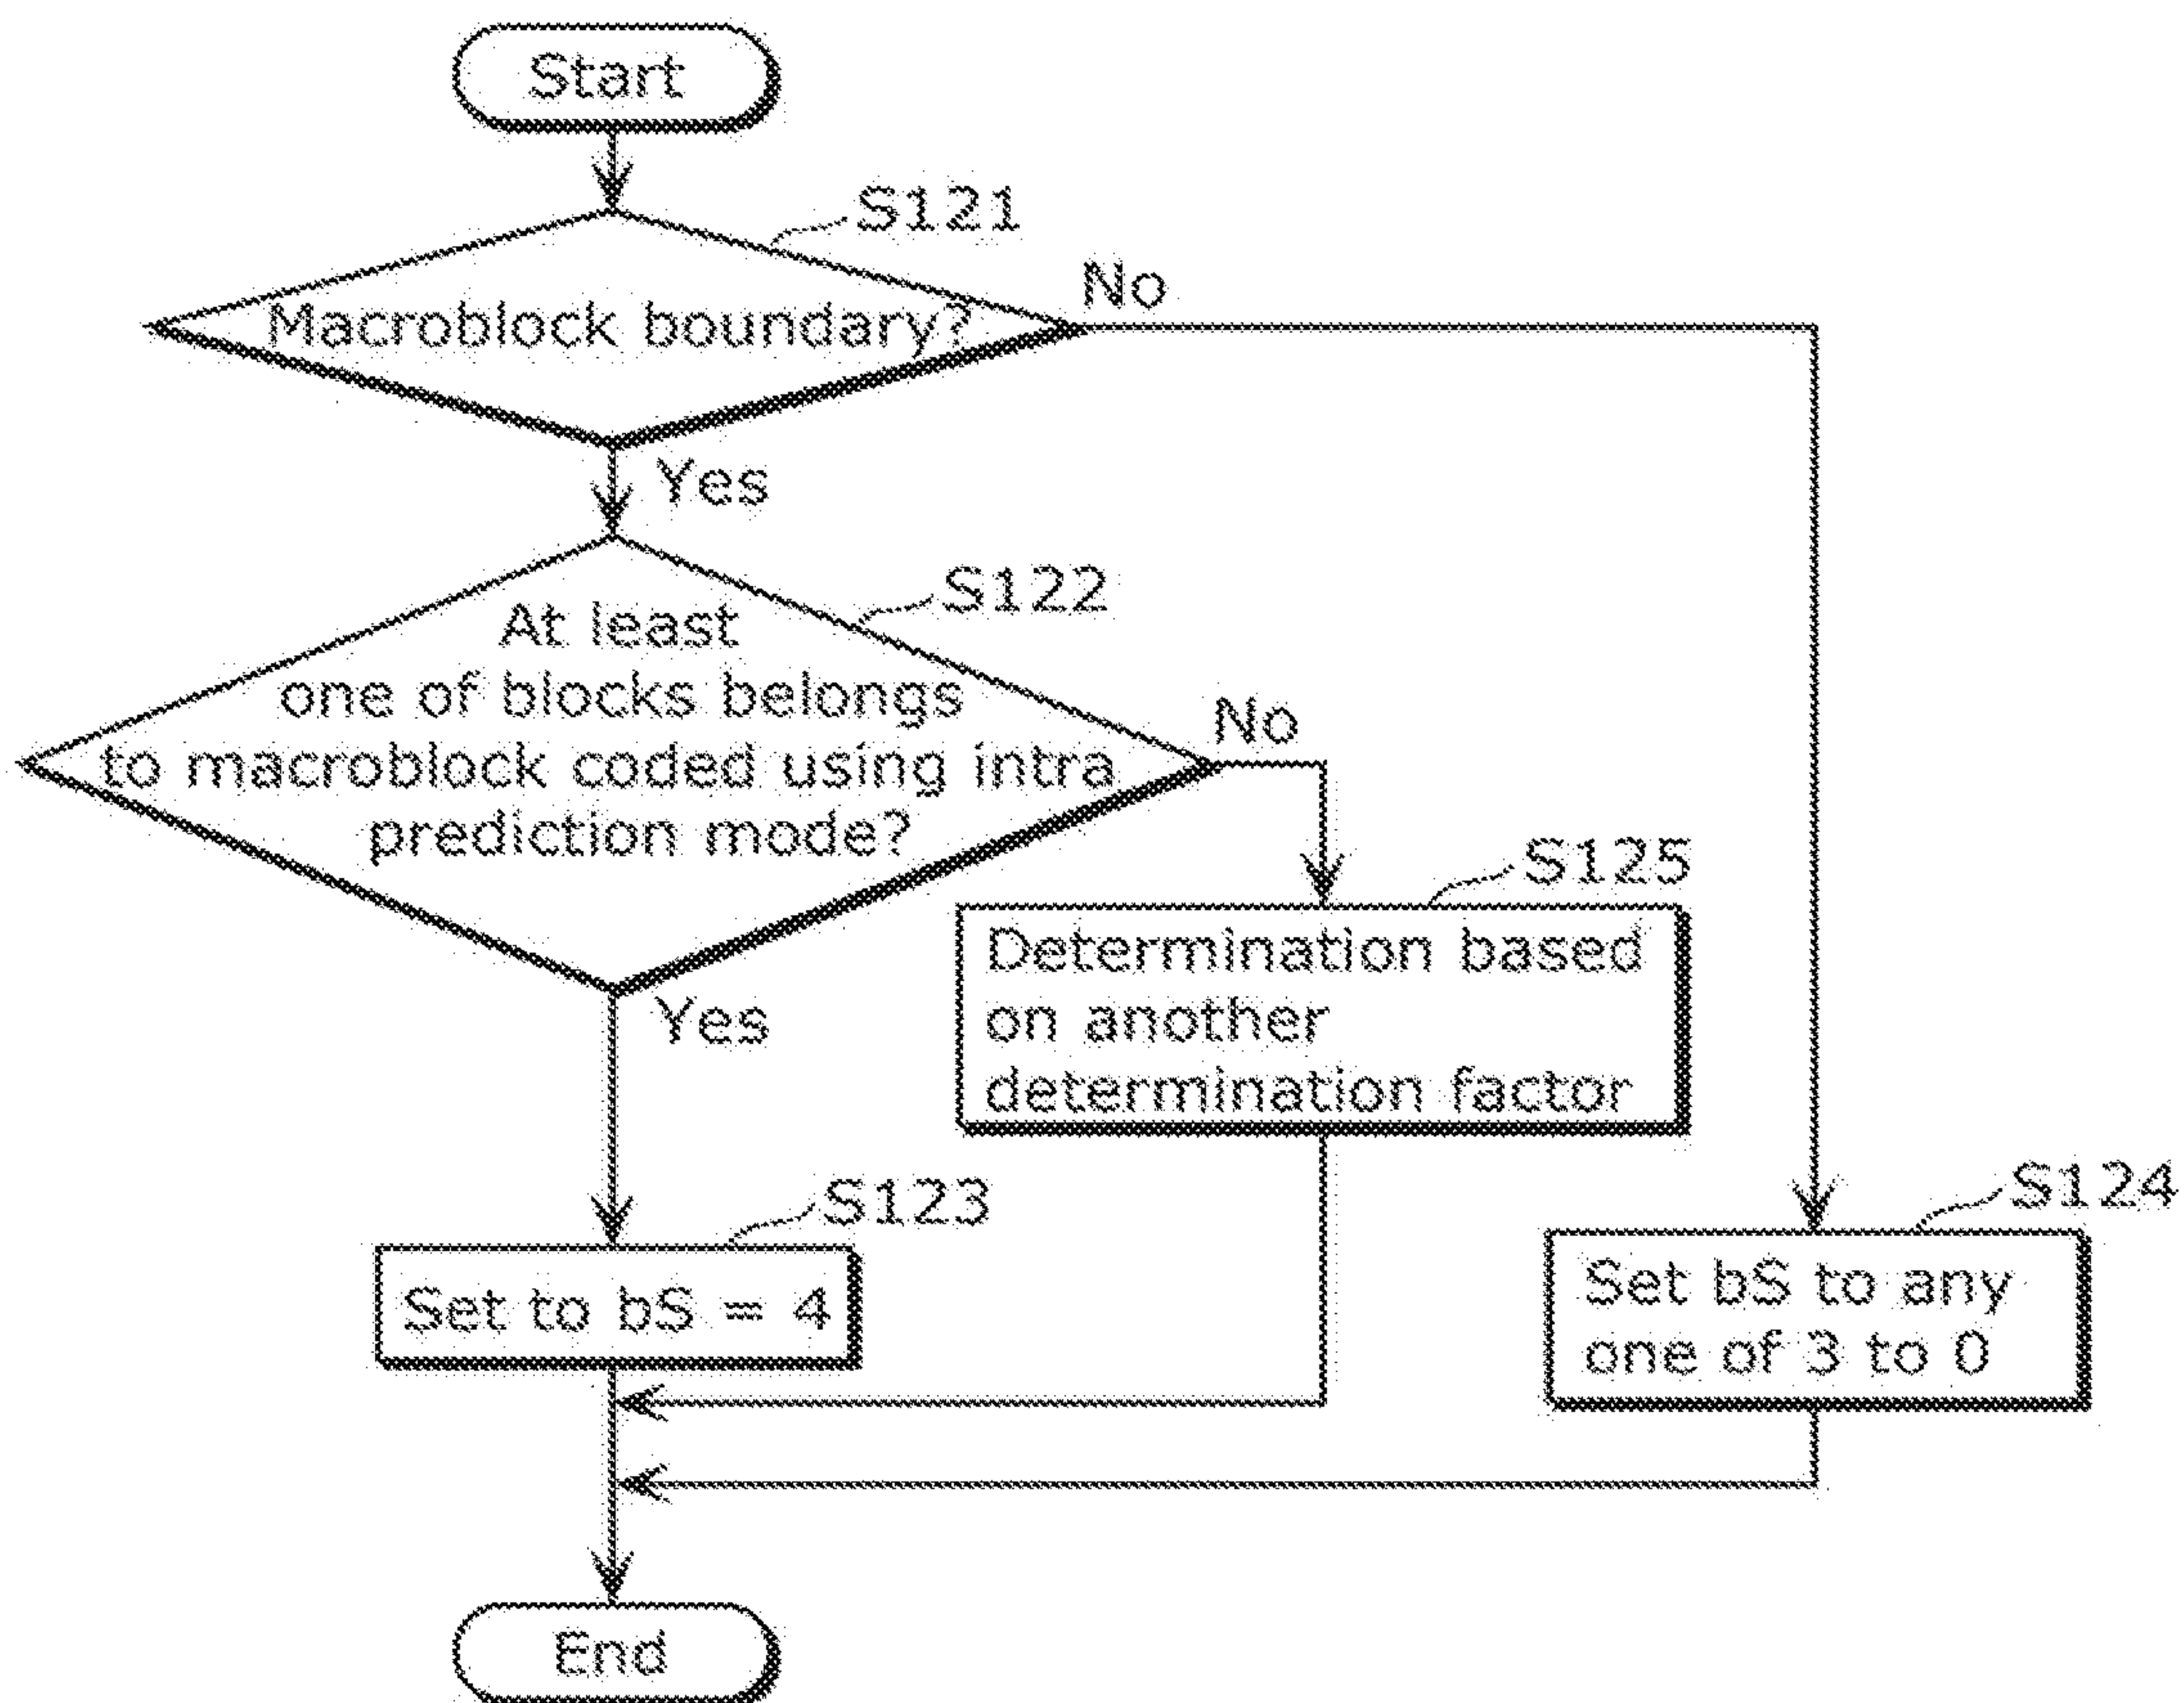 Start
S121
Macroblock boundary?
No
Yes
S122
At least
one of blocks belongs
to macroblock coded using intra
prediction mode?
No
Yes
S125
Determination based
on another
determination factor
S123
Set to bS = 4
S124
Set bS to any
one of 3 to 0
End